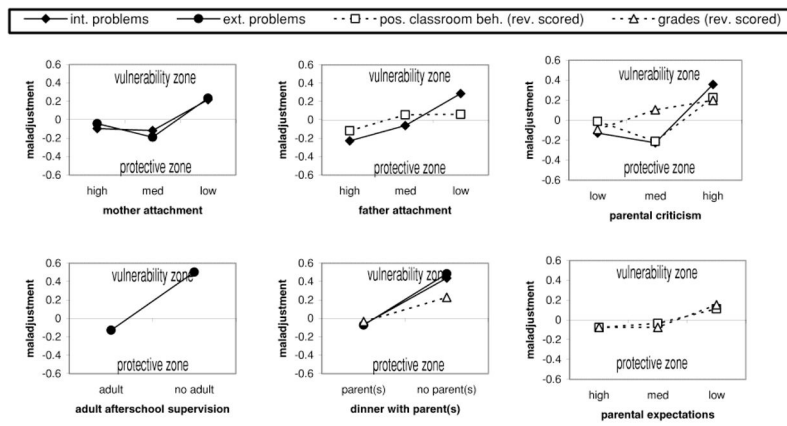 int. problems ext. problems pos. classroom beh. (rev. scored) grades (rev. scored)
0.6
0.4
0.2
0
-0.2
-0.4
-0.6
maladjustment
vulnerability zone
protective zone
high med low
mother attachment
0.6
0.4
0.2
0
-0.2
-0.4
-0.6
maladjustment
vulnerability zone
protective zone
high med low
father attachment
0.6
0.4
0.2
0
-0.2
-0.4
-0.6
maladjustment
vulnerability zone
protective zone
low med high
parental criticism
0.6
0.4
0.2
0
-0.2
-0.4
-0.6
maladjustment
vulnerability zone
protective zone
adult no adult
adult afterschool supervision
0.6
0.4
0.2
0
-0.2
-0.4
-0.6
maladjustment
vulnerability zone
protective zone
parent(s) no parent(s)
dinner with parent(s)
0.6
0.4
0.2
0
-0.2
-0.4
-0.6
maladjustment
vulnerability zone
protective zone
high med low
parental expectations